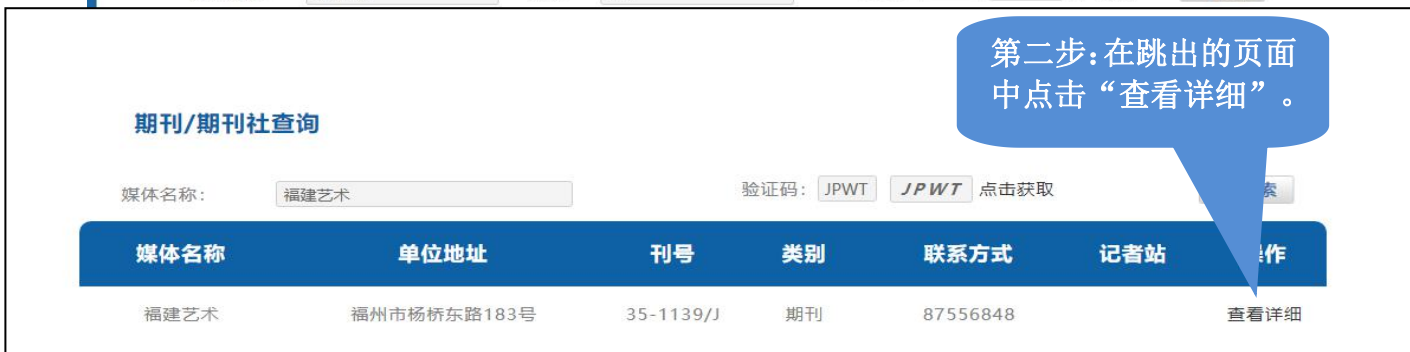 第二步:在跳出的页面
中点击“查看详细”。
期刊/期刊社查询
媒体名称: 福建艺术 验证码: JPWT JPWT 点击获取 索
媒体名称 单位地址 刊号 类别 联系方式 记者站 作
福建艺术 福州市杨桥东路183号 35-1139/J 期刊 87556848 查看详细